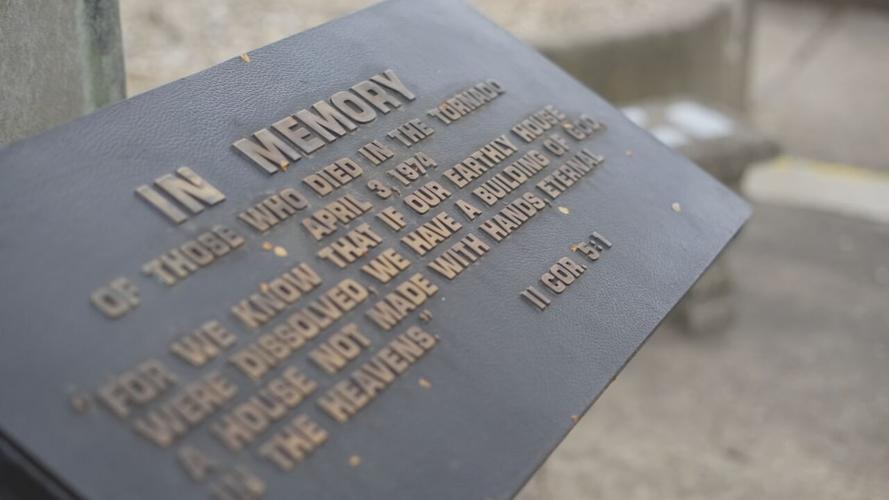 IN MEMORY
OF THOSE WHO DIED IN THE TORNADO
APRIL 3, 1974
"FOR WE KNOW THAT IF OUR EARTHLY HOUSE
WERE DISSOLVED, WE HAVE A BUILDING OF GOD,
A HOUSE NOT MADE WITH HANDS, ETERNAL
IN THE HEAVENS."
II COR. 5:1